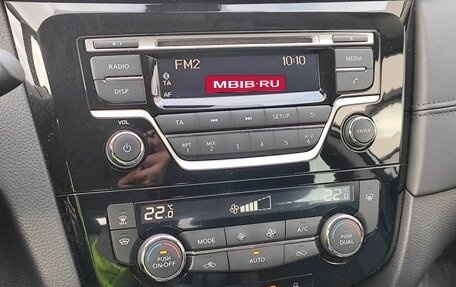 FM2 10:10
TA
AF
MBIB-RU
RADIO
DISP
MEDIA
VOL
TA
SETUP
ENTER
1
RPT
2
MIX
3
4
5
A-Z
6
22.0
22.0
MAX
MODE
A/C
PUSH
ON-OFF
AUTO
PUSH
DUAL